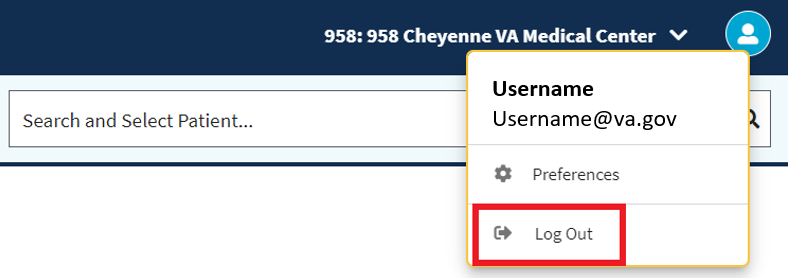 958: 958 Cheyenne VA Medical Center
Username
Username@va.gov
Search and Select Patient...
Preferences
Log Out